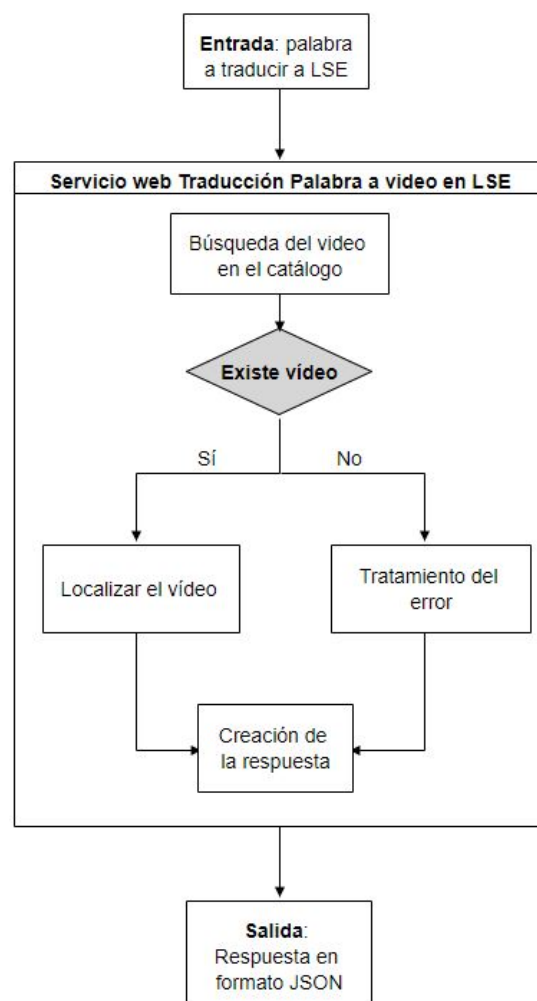 Entrada: palabra
a traducir a LSE
Servicio web Traducción Palabra a video en LSE
Búsqueda del video
en el catálogo
Existe vídeo
Sí
No
Localizar el vídeo
Tratamiento del
error
Creación de
la respuesta
Salida:
Respuesta en
formato JSON